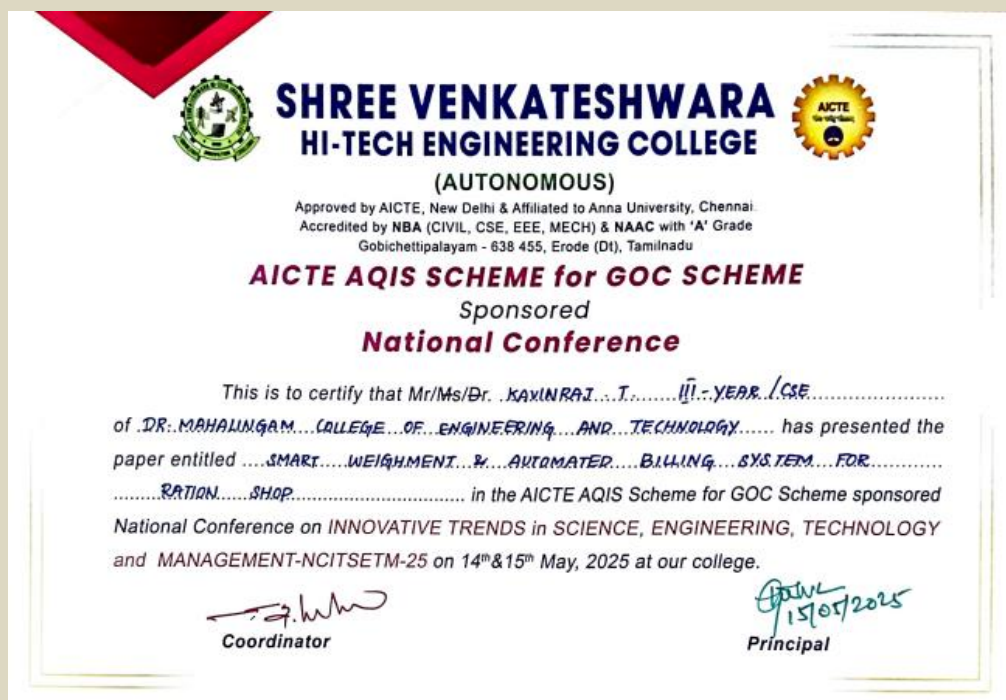 SHREE VENKATESHWARA
HI-TECH ENGINEERING COLLEGE
AICTE
(AUTONOMOUS)
Approved by AICTE, New Delhi & Affiliated to Anna University, Chennai.
Accredited by NBA (CIVIL, CSE, EEE, MECH) & NAAC with 'A' Grade
Gobichettipalayam - 638 455, Erode (Dt), Tamilnadu
AICTE AQIS SCHEME for GOC SCHEME
Sponsored
National Conference
This is to certify that Mr/Ms/Dr. KAVINRAJ . T. III - YEAR / CSE
of DR. MAHALINGAM COLLEGE OF ENGINEERING AND TECHNOLOGY has presented the
paper entitled SMART WEIGHMENT & AUTOMATED BILLING SYSTEM FOR
RATION SHOP in the AICTE AQIS Scheme for GOC Scheme sponsored
National Conference on INNOVATIVE TRENDS in SCIENCE, ENGINEERING, TECHNOLOGY
and MANAGEMENT-NCITSETM-25 on 14th&15th May, 2025 at our college.
15/05/2025
Coordinator
Principal